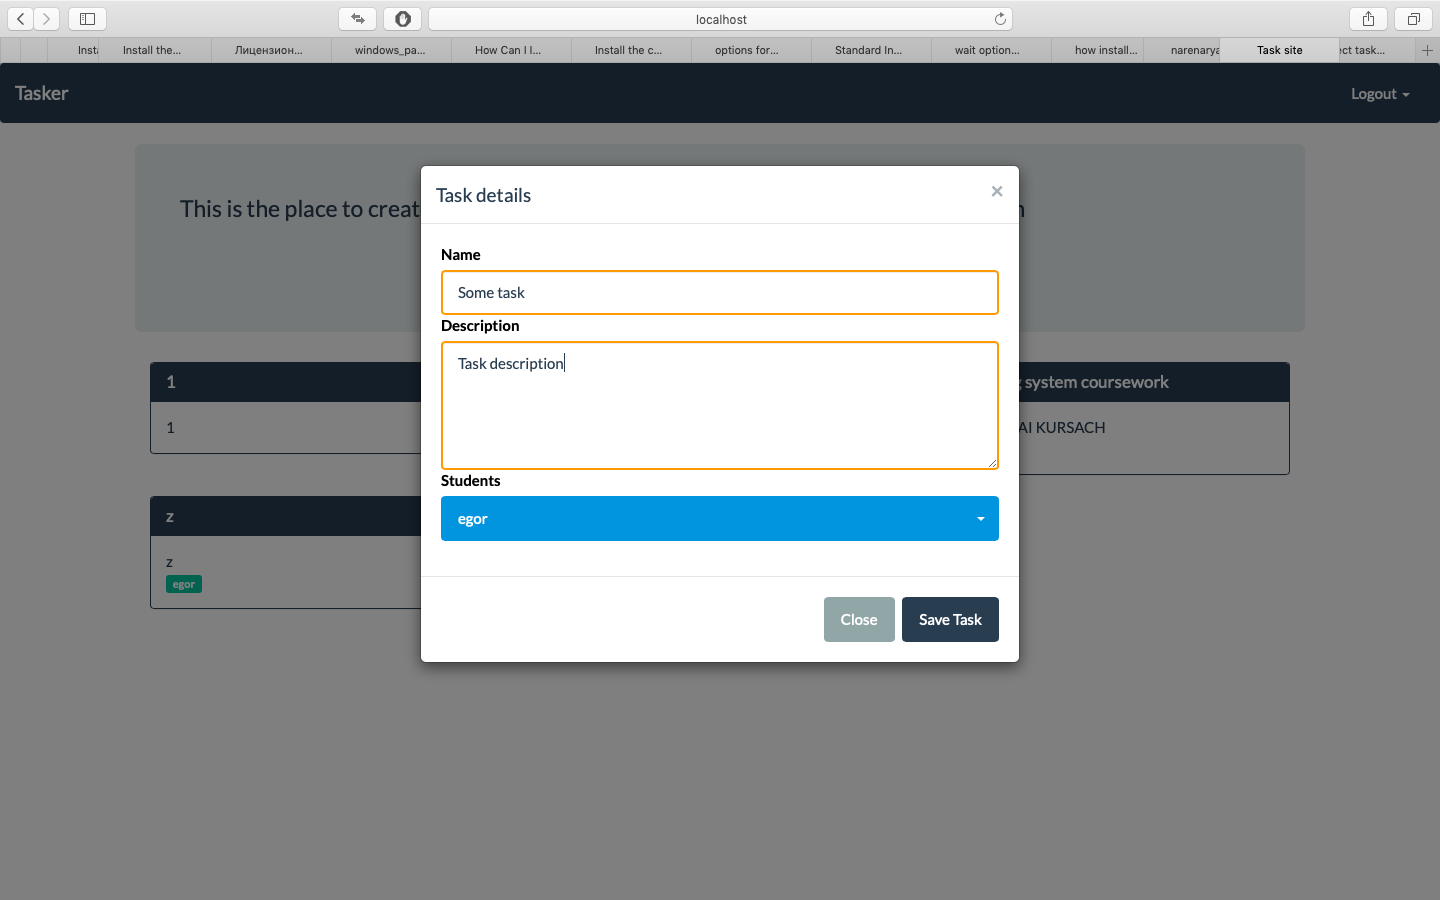 localhost
Insta
Install the...
Лицензион...
windows_pa...
How Can I I...
Install the c...
options for...
Standard In...
wait option...
how install...
narenarya
Task site
ect task...
Tasker
Logout
This is the place to creat
Task details
×
Name
Some task
Description
Task description
Students
egor
Close
Save Task
1
1
system coursework
AI KURSACH
z
z
egor